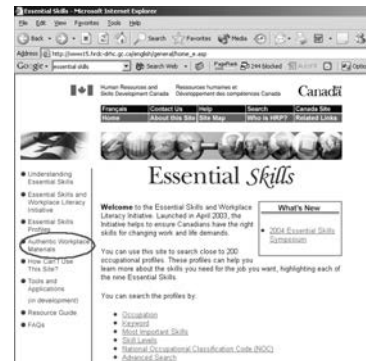 Essential Skills - Microsoft Internet Explorer
File Edit View Favorites Tools Help
Back Search Favorites Media
Address http://www15.hrdc-drhc.gc.ca/english/general/home_e.asp
Google essential skills Search Web PageRank 244 blocked Options
Human Resources and Skills Development Canada
Ressources humaines et Développement des compétences Canada
Canada
Français Contact Us Help Search Canada Site
Home About this Site Site Map Who is HRP? Related Links
Essential Skills
Understanding Essential Skills
Essential Skills and Workplace Literacy Initiative
Essential Skills Profiles
Authentic Workplace Materials
How Can I Use This Site?
Tools and Applications
(in development)
Resource Guide
FAQs
Welcome to the Essential Skills and Workplace
Literacy Initiative. Launched in April 2003, the
Initiative helps to ensure Canadians have the right
skills for changing work and life demands.
What's New
2004 Essential Skills
Symposium
You can use this site to search close to 200
occupational profiles. These profiles can help you
learn more about the skills you need for the job you want, highlighting each of
the nine Essential Skills.
You can search the profiles by:
Occupation
Keyword
Most Important Skills
Skill Levels
National Occupational Classification Code (NOC)
Advanced Search